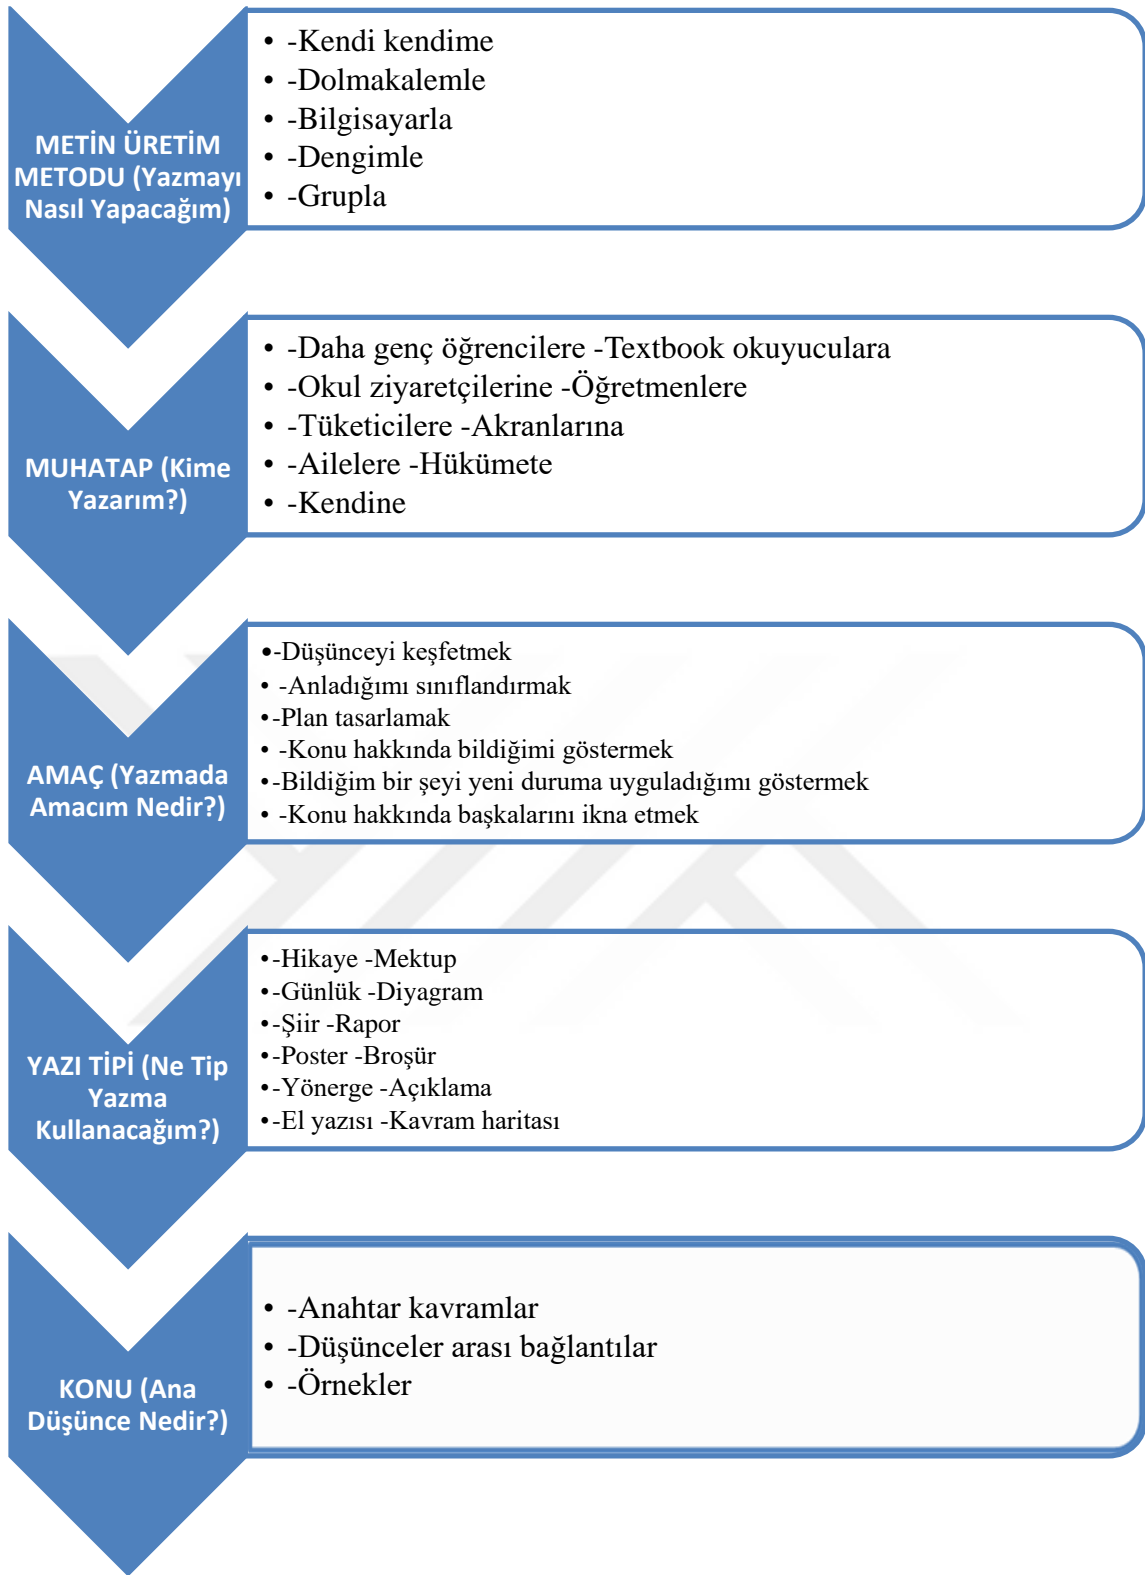 METİN ÜRETİM
METODU (Yazmayı
Nasıl Yapacağım)
• -Kendi kendime
• -Dolmakalemle
• -Bilgisayarla
• -Dengimle
• -Grupla
MUHATAP (Kime
Yazarım?)
• -Daha genç öğrencilere -Textbook okuyuculara
• -Okul ziyaretçilerine -Öğretmenlere
• -Tüketicilere -Akranlarına
• -Ailelere -Hükümete
• -Kendine
AMAÇ (Yazmada
Amacım Nedir?)
•-Düşünceyi keşfetmek
• -Anladığımı sınıflandırmak
•-Plan tasarlamak
• -Konu hakkında bildiğimi göstermek
•-Bildiğim bir şeyi yeni duruma uyguladığımı göstermek
• -Konu hakkında başkalarını ikna etmek
YAZI TİPİ (Ne Tip
Yazma
Kullanacağım?)
•-Hikaye -Mektup
•-Günlük -Diyagram
•-Şiir -Rapor
•-Poster -Broşür
•-Yönerge -Açıklama
•-El yazısı -Kavram haritası
KONU (Ana
Düşünce Nedir?)
• -Anahtar kavramlar
• -Düşünceler arası bağlantılar
• -Örnekler